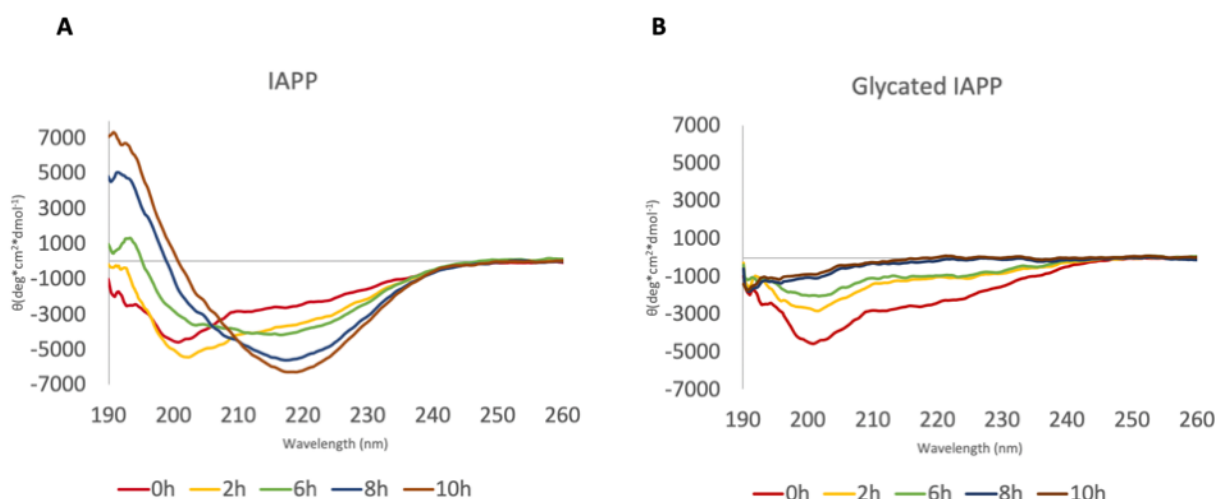 A
IAPP
θ(deg*cm²*dmol⁻¹)
7000
5000
3000
1000
-1000
-3000
-5000
-7000
190 200 210 220 230 240 250 260
Wavelength (nm)
0h 2h 6h 8h 10h
B
Glycated IAPP
θ(deg*cm²*dmol⁻¹)
7000
5000
3000
1000
-1000
-3000
-5000
-7000
190 200 210 220 230 240 250 260
Wavelength (nm)
0h 2h 6h 8h 10h